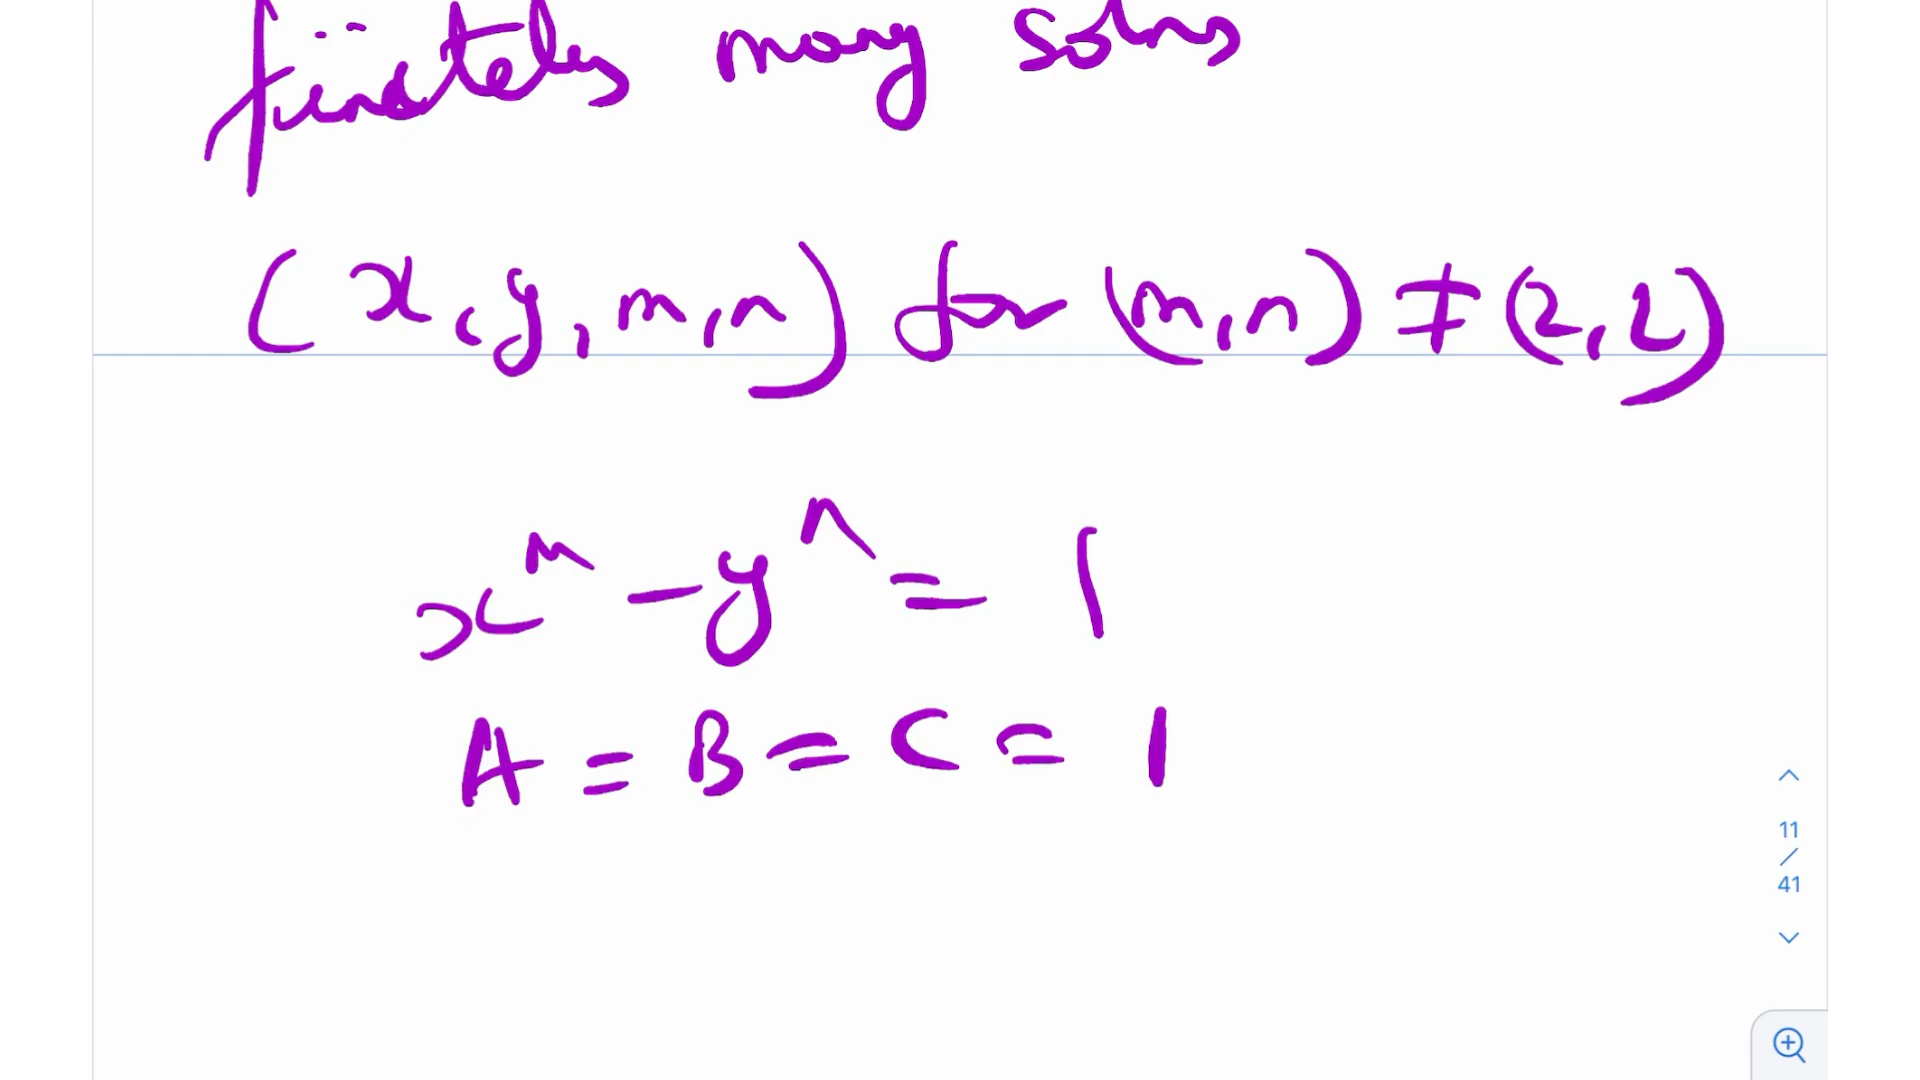 finitely many solns
(x, y, m, n) for (m, n) ≠ (2, 2)
x^m - y^n = 1
A = B = C = 1
11
/
41